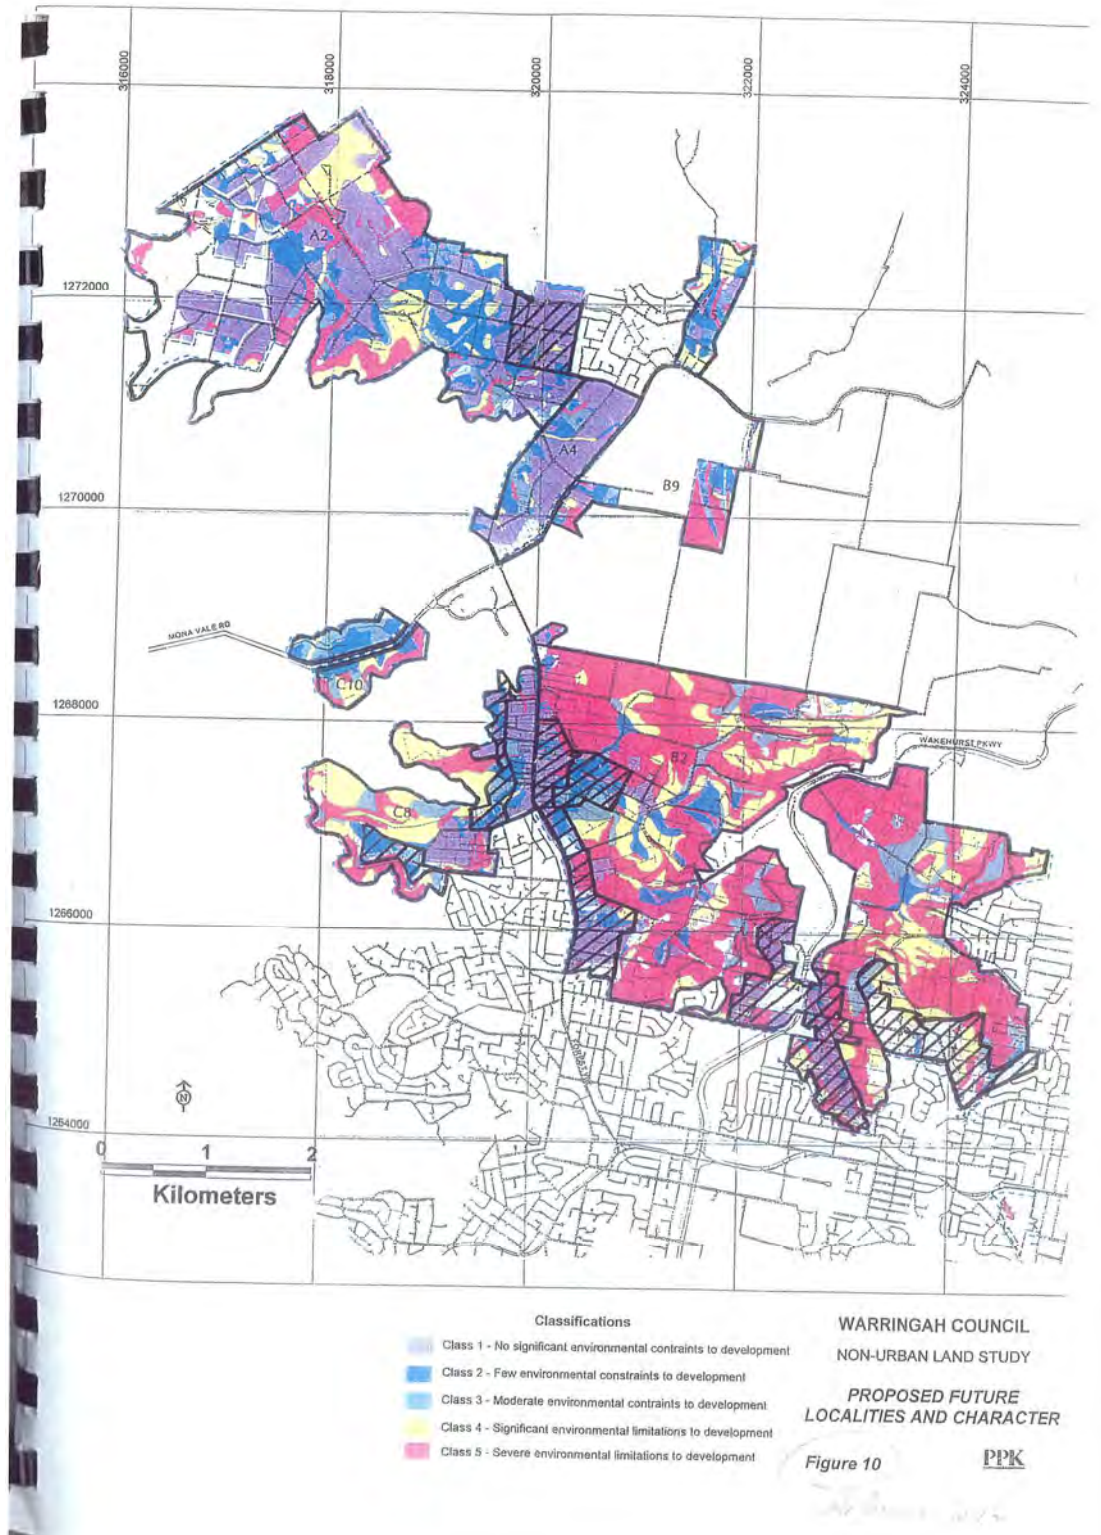 316000
318000
320000
322000
324000
A2
1272000
A5
A4
B9
1270000
MONA VALE RD
C10
1268000
WAKEHURST PKWY
B2
C8
1266000
N
1264000
0 1 2
Kilometers
Classifications
Class 1 - No significant environmental contraints to development
Class 2 - Few environmental constraints to development
Class 3 - Moderate environmental contraints to development
Class 4 - Significant environmental limitations to development
Class 5 - Severe environmental limitations to development
WARRINGAH COUNCIL
NON-URBAN LAND STUDY
PROPOSED FUTURE
LOCALITIES AND CHARACTER
Figure 10
PPK